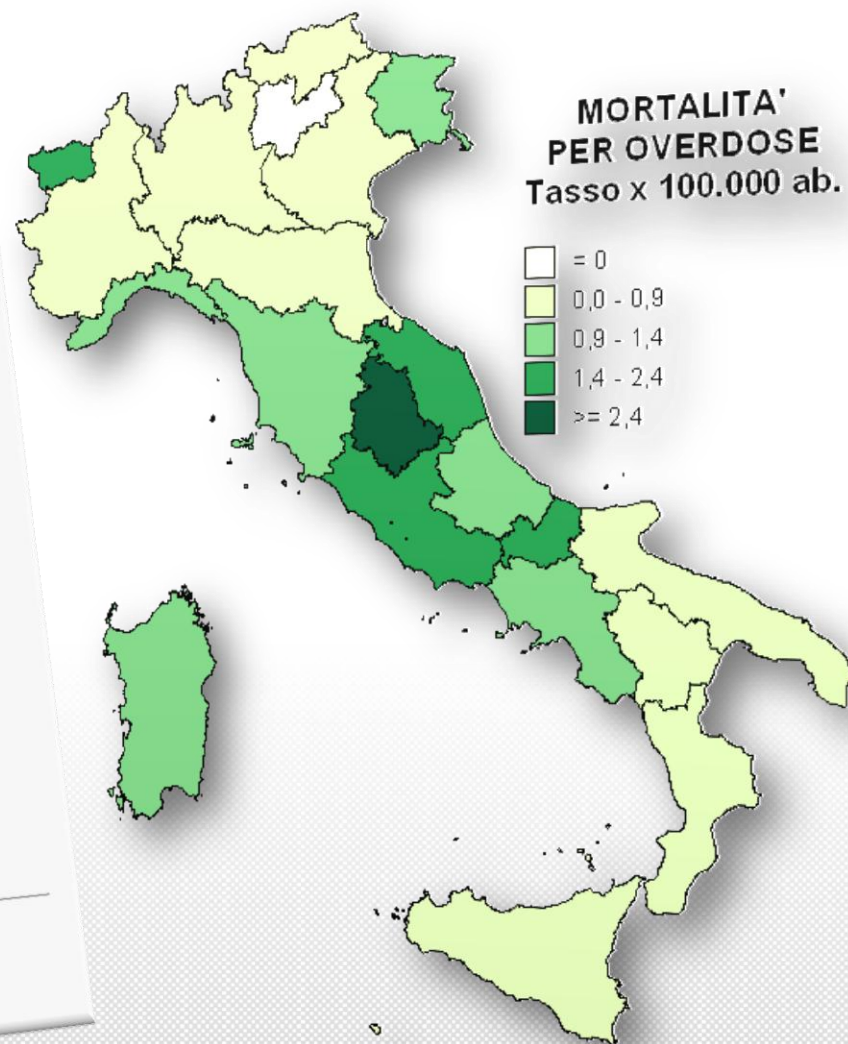 MORTALITA'
PER OVERDOSE
Tasso x 100.000 ab.
= 0
0,0 - 0,9
0,9 - 1,4
1,4 - 2,4
>= 2,4